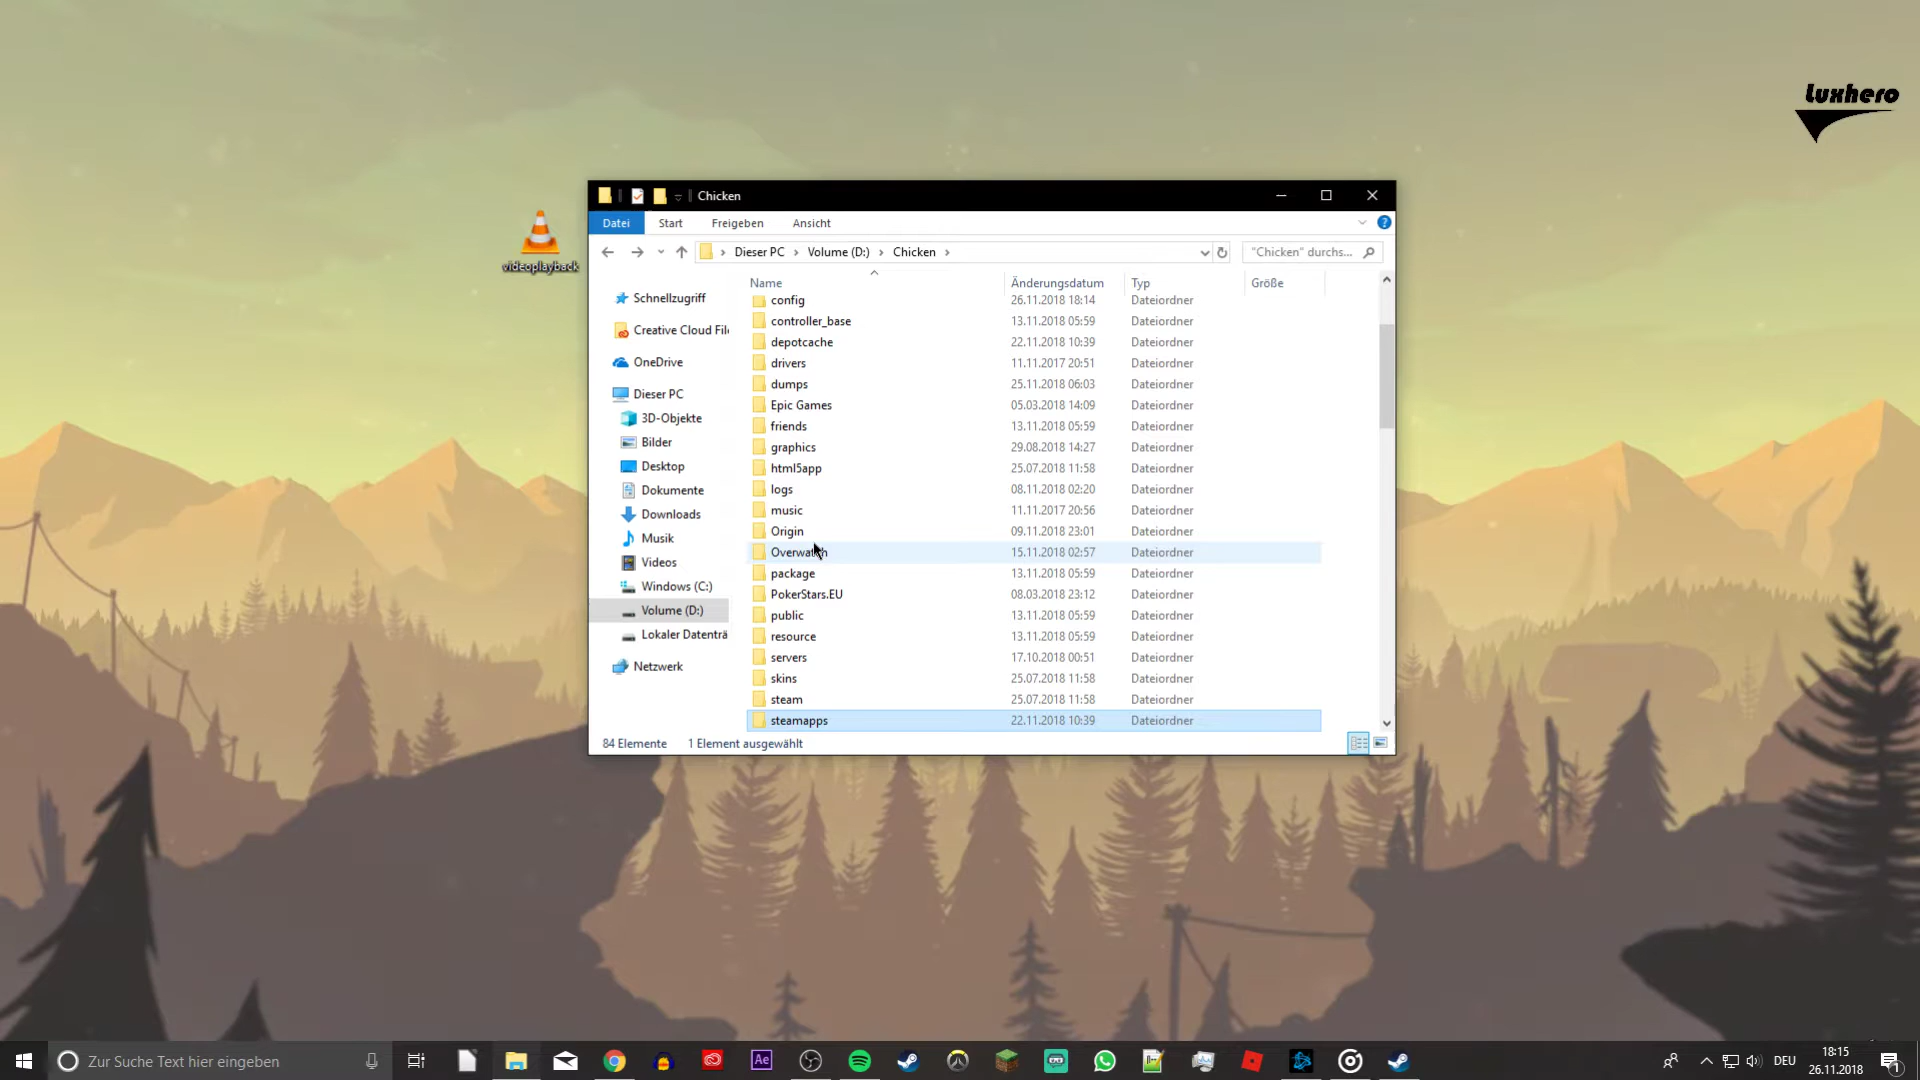 luxhero
videoplayback
Chicken
Datei Start Freigeben Ansicht
Dieser PC Volume (D:) Chicken "Chicken" durchs...
Name Änderungsdatum Typ Größe
Schnellzugriff
Creative Cloud File
OneDrive
Dieser PC
3D-Objekte
Bilder
Desktop
Dokumente
Downloads
Musik
Videos
Windows (C:)
Volume (D:)
Lokaler Datenträ
Netzwerk
config 26.11.2018 18:14 Dateiordner
controller_base 13.11.2018 05:59 Dateiordner
depotcache 22.11.2018 10:39 Dateiordner
drivers 11.11.2017 20:51 Dateiordner
dumps 25.11.2018 06:03 Dateiordner
Epic Games 05.03.2018 14:09 Dateiordner
friends 13.11.2018 05:59 Dateiordner
graphics 29.08.2018 14:27 Dateiordner
html5app 25.07.2018 11:58 Dateiordner
logs 08.11.2018 02:20 Dateiordner
music 11.11.2017 20:56 Dateiordner
Origin 09.11.2018 23:01 Dateiordner
Overwatch 15.11.2018 02:57 Dateiordner
package 13.11.2018 05:59 Dateiordner
PokerStars.EU 08.03.2018 23:12 Dateiordner
public 13.11.2018 05:59 Dateiordner
resource 13.11.2018 05:59 Dateiordner
servers 17.10.2018 00:51 Dateiordner
skins 25.07.2018 11:58 Dateiordner
steam 25.07.2018 11:58 Dateiordner
steamapps 22.11.2018 10:39 Dateiordner
84 Elemente 1 Element ausgewählt
Zur Suche Text hier eingeben
Ae
DEU
18:15
26.11.2018
1